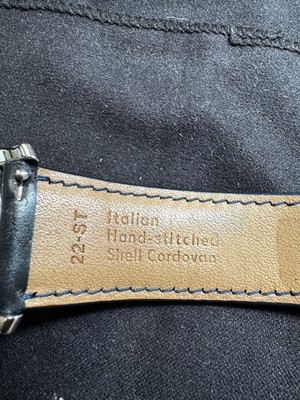 22-ST
Italian
Hand-stitched
Shell Cordovan